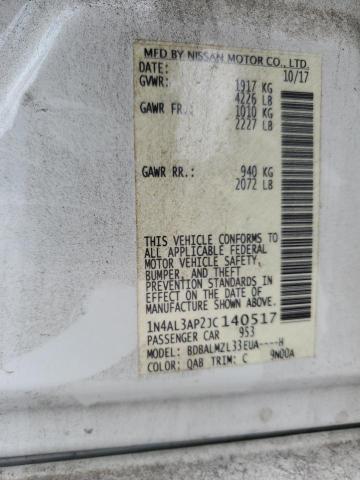 MFD BY NISSAN MOTOR CO., LTD.
DATE: 10/17
GVWR: 1917 KG
4226 LB
GAWR FR.: 1010 KG
2227 LB
GAWR RR.: 940 KG
2072 LB
THIS VEHICLE CONFORMS TO
ALL APPLICABLE FEDERAL
MOTOR VEHICLE SAFETY,
BUMPER, AND THEFT
PREVENTION STANDARDS
IN EFFECT ON THE DATE OF
MANUFACTURE SHOWN ABOVE.
1N4AL3AP2JC140517
PASSENGER CAR 953
MODEL: BDBALMZL33EUA----H
COLOR: QAB TRIM: C 9N00A